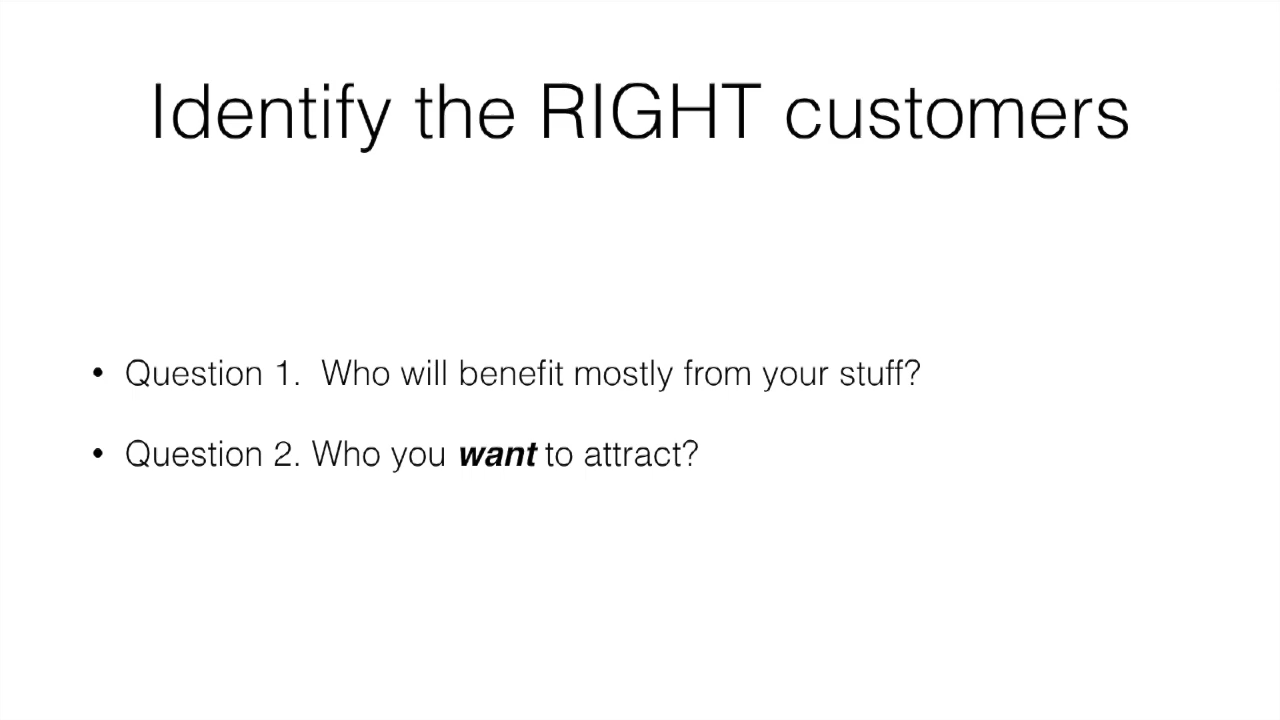 Identify the RIGHT customers
• Question 1.  Who will benefit mostly from your stuff?
• Question 2. Who you want to attract?